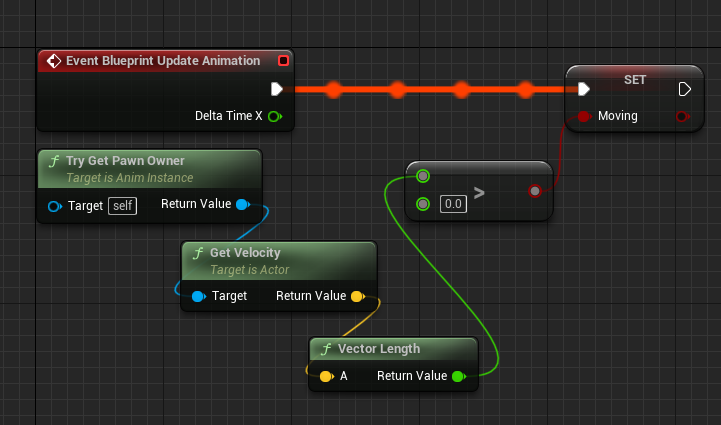 Event Blueprint Update Animation
Delta Time X
SET
Moving
f Try Get Pawn Owner
Target is Anim Instance
Target self Return Value
0.0 >
f Get Velocity
Target is Actor
Target Return Value
f Vector Length
A Return Value